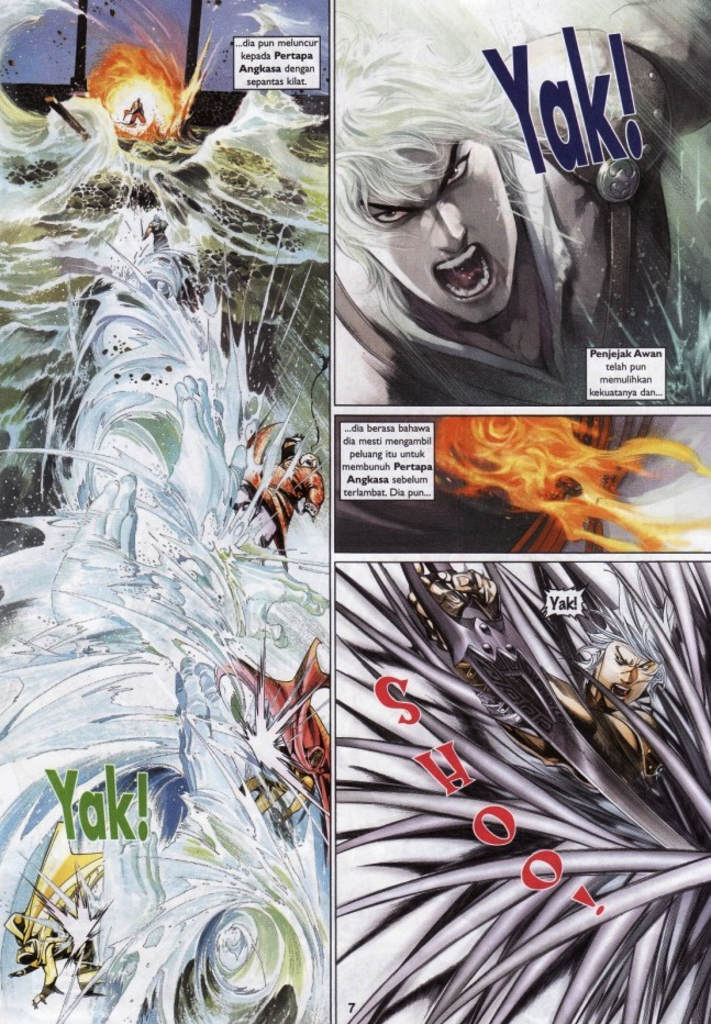 ...dia pun meluncur
kepada Pertapa
Angkasa dengan
sepantas kilat.
Yak!
Yak!
Penjejak Awan
telah pun
memulihkan
kekuatanya dan...
...dia berasa bahawa
dia mesti mengambil
peluang itu untuk
membunuh Pertapa
Angkasa sebelum
terlambat. Dia pun...
Yak!
SHOO!
7